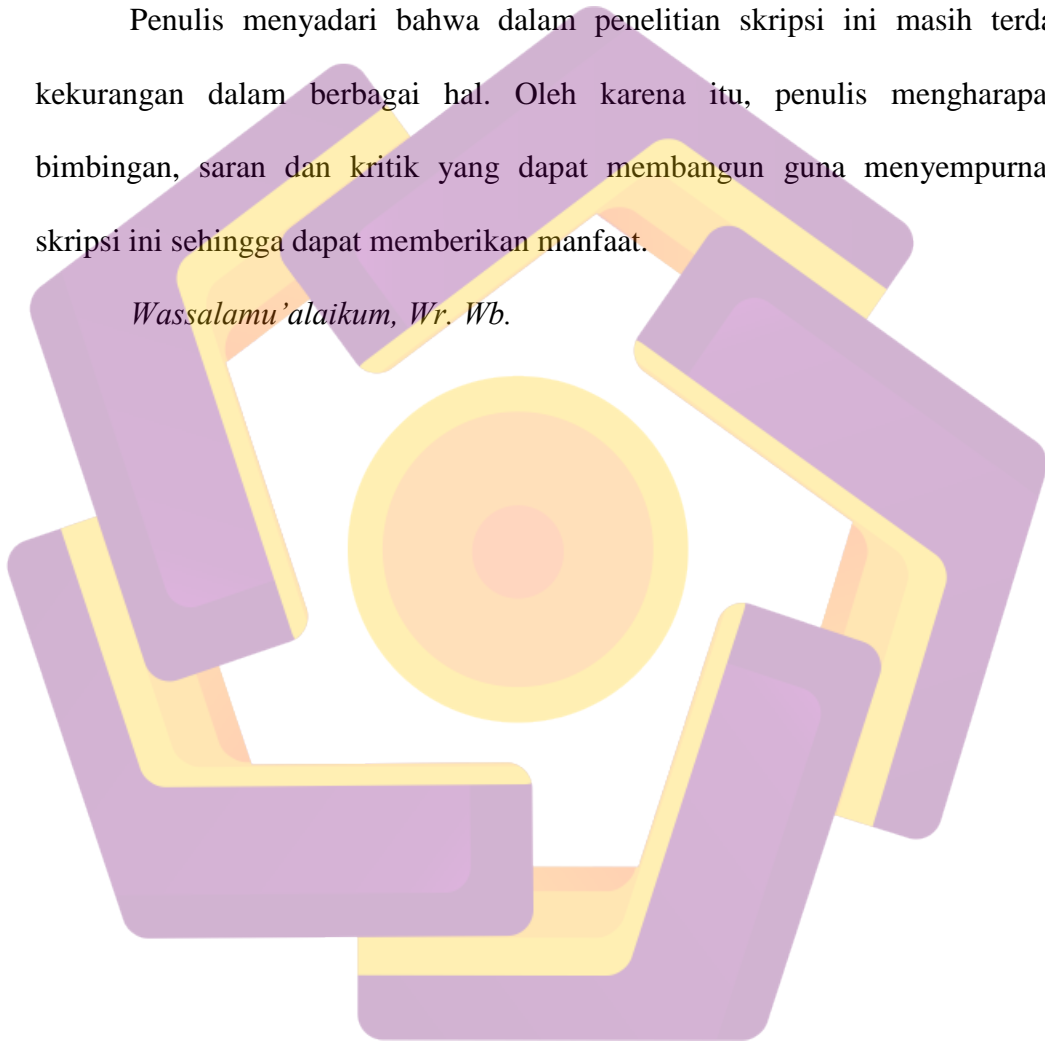 Penulis menyadari bahwa dalam penelitian skripsi ini masih terda
kekurangan dalam berbagai hal. Oleh karena itu, penulis mengharapa
bimbingan, saran dan kritik yang dapat membangun guna menyempurna
skripsi ini sehingga dapat memberikan manfaat.
Wassalamu’alaikum, Wr. Wb.